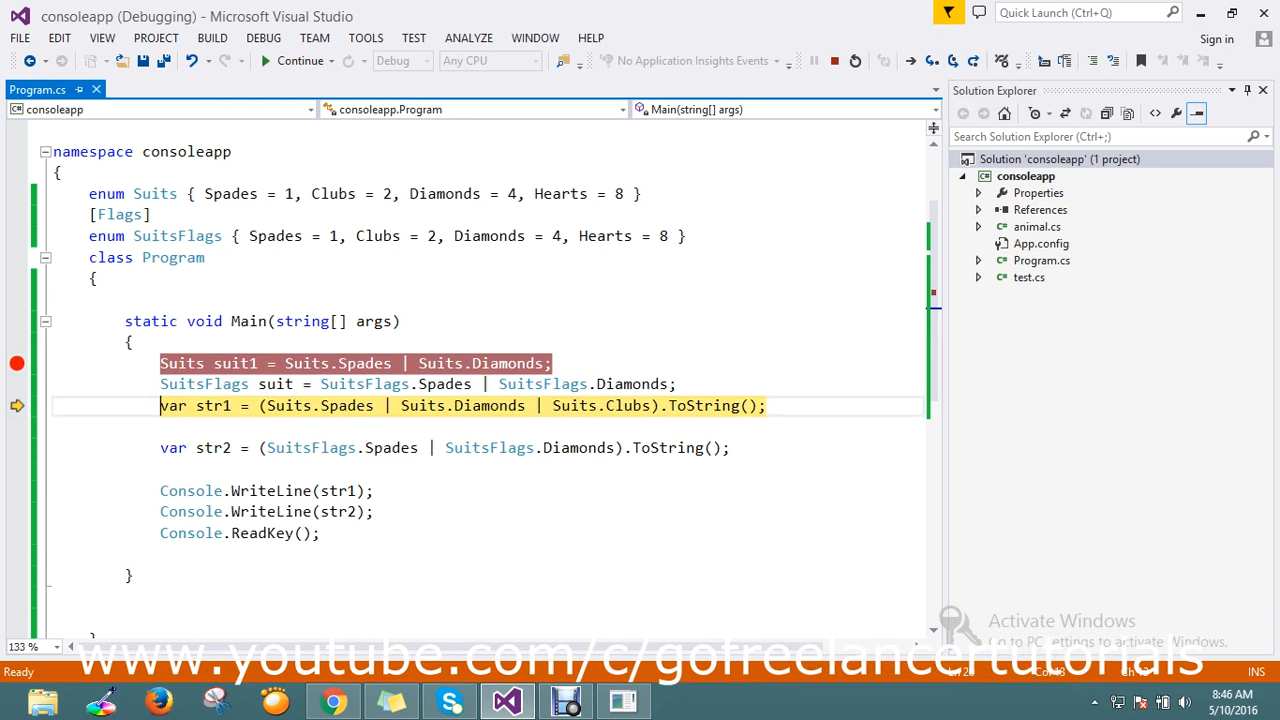 consoleapp (Debugging) - Microsoft Visual Studio
Quick Launch (Ctrl+Q)
FILE EDIT VIEW PROJECT BUILD DEBUG TEAM TOOLS TEST ANALYZE WINDOW HELP
Sign in
Continue
Debug
Any CPU
No Application Insights Events
Program.cs
consoleapp
consoleapp.Program
Main(string[] args)
namespace consoleapp
{
enum Suits { Spades = 1, Clubs = 2, Diamonds = 4, Hearts = 8 }
[Flags]
enum SuitsFlags { Spades = 1, Clubs = 2, Diamonds = 4, Hearts = 8 }
class Program
{
static void Main(string[] args)
{
Suits suit1 = Suits.Spades | Suits.Diamonds;
SuitsFlags suit = SuitsFlags.Spades | SuitsFlags.Diamonds;
var str1 = (Suits.Spades | Suits.Diamonds | Suits.Clubs).ToString();
var str2 = (SuitsFlags.Spades | SuitsFlags.Diamonds).ToString();
Console.WriteLine(str1);
Console.WriteLine(str2);
Console.ReadKey();
}
}
133 %
Solution Explorer
Search Solution Explorer (Ctrl+;)
Solution 'consoleapp' (1 project)
consoleapp
Properties
References
animal.cs
App.config
Program.cs
test.cs
Activate Windows
Go to PC settings to activate Windows.
www.youtube.com/c/gofreelancertutorials
Ready
INS
8:46 AM
5/10/2016